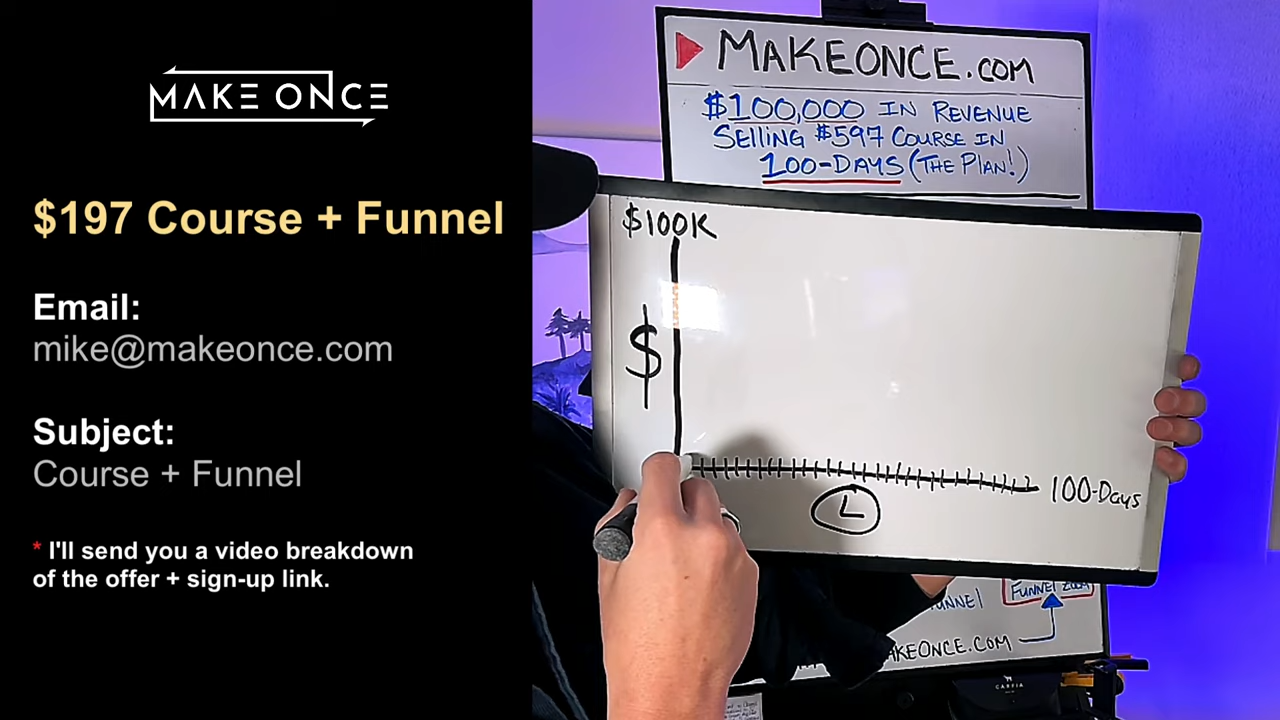 MAKE ONCE
$197 Course + Funnel
Email:
mike@makeonce.com
Subject:
Course + Funnel
* I'll send you a video breakdown
of the offer + sign-up link.
MAKEONCE.COM
$100,000 IN REVENUE
SELLING $597 COURSE IN
100-DAYS (THE PLAN!)
$100K
$
100-Days
FUNNEL
CARFIA